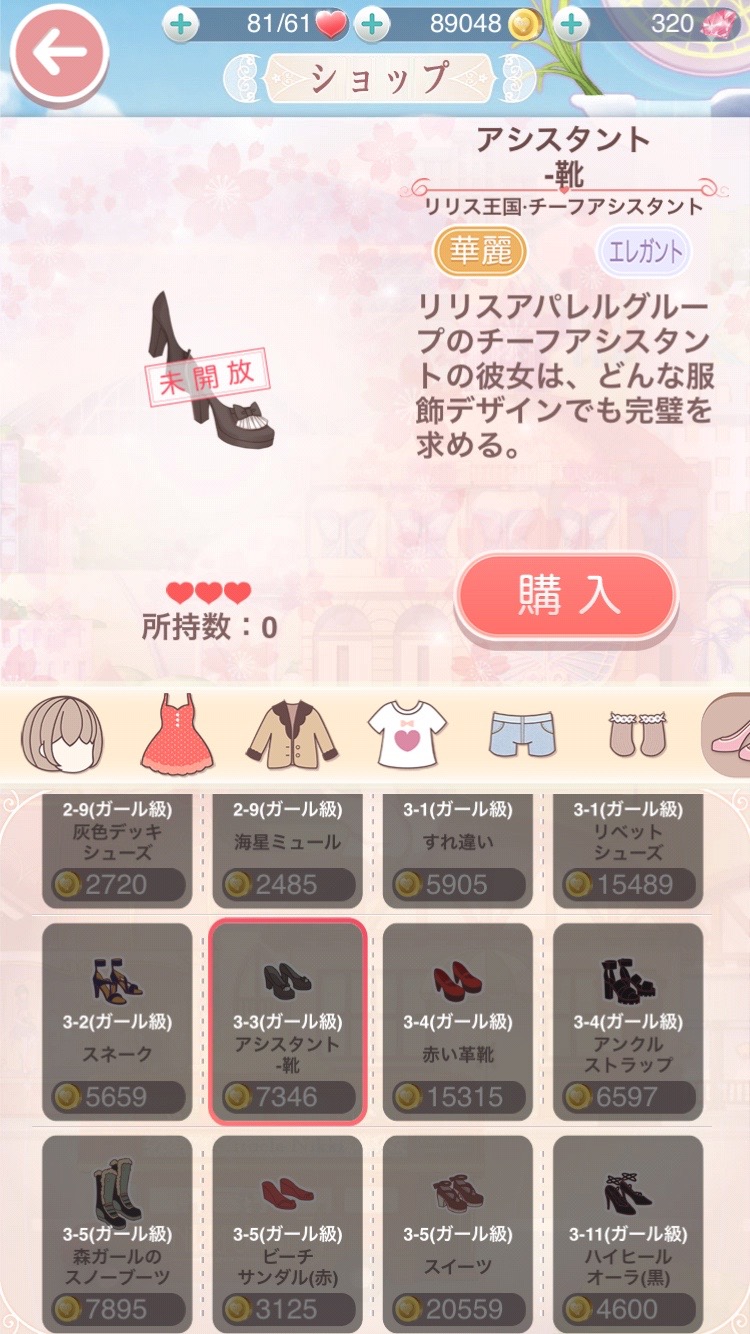 81/61
89048
320
ショップ
アシスタント
-靴
リリス王国·チーフアシスタント
華麗
エレガント
リリスアパレルグルー
プのチーフアシスタン
トの彼女は、どんな服
飾デザインでも完璧を
求める。
未開放
所持数：0
購入
2-9(ガール級)
灰色デッキ
シューズ
2720
2-9(ガール級)
海星ミュール
2485
3-1(ガール級)
すれ違い
5905
3-1(ガール級)
リベット
シューズ
15489
3-2(ガール級)
スネーク
5659
3-3(ガール級)
アシスタント
-靴
7346
3-4(ガール級)
赤い革靴
15315
3-4(ガール級)
アンクル
ストラップ
6597
3-5(ガール級)
森ガールの
スノーブーツ
7895
3-5(ガール級)
ビーチ
サンダル(赤)
3125
3-5(ガール級)
スイーツ
20559
3-11(ガール級)
ハイヒール
オーラ(黒)
4600